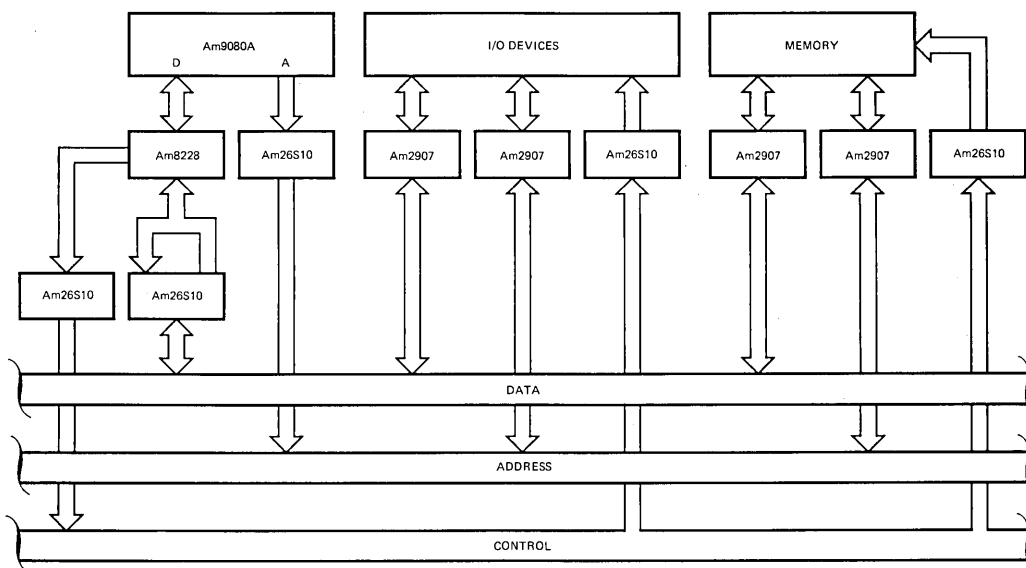 Am9080A
D A
I/O DEVICES
MEMORY
Am8228
Am26S10
Am2907
Am2907
Am26S10
Am2907
Am2907
Am26S10
Am26S10
Am26S10
DATA
ADDRESS
CONTROL